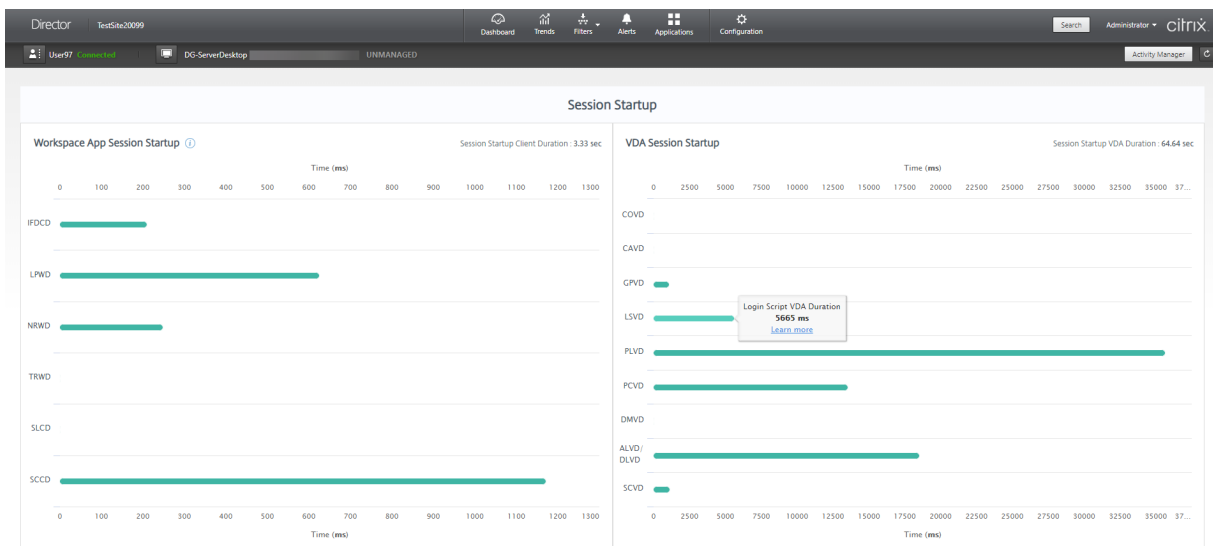 Director TestSite20099 Dashboard Trends Filters Alerts Applications Configuration Search Administrator citrix
User97 Connected DG-ServerDesktop UNMANAGED Activity Manager
Session Startup
Workspace App Session Startup Session Startup Client Duration : 3.33 sec
Time (ms)
0 100 200 300 400 500 600 700 800 900 1000 1100 1200 1300
IFDCD
LPWD
NRWD
TRWD
SLCD
SCCD
0 100 200 300 400 500 600 700 800 900 1000 1100 1200 1300
Time (ms)
VDA Session Startup Session Startup VDA Duration : 64.64 sec
Time (ms)
0 2500 5000 7500 10000 12500 15000 17500 20000 22500 25000 27500 30000 32500 35000 37...
COVD
CAVD
GPVD
LSVD
Login Script VDA Duration
5665 ms
Learn more
PLVD
PCVD
DMVD
ALVD/
DLVD
SCVD
0 2500 5000 7500 10000 12500 15000 17500 20000 22500 25000 27500 30000 32500 35000 37...
Time (ms)